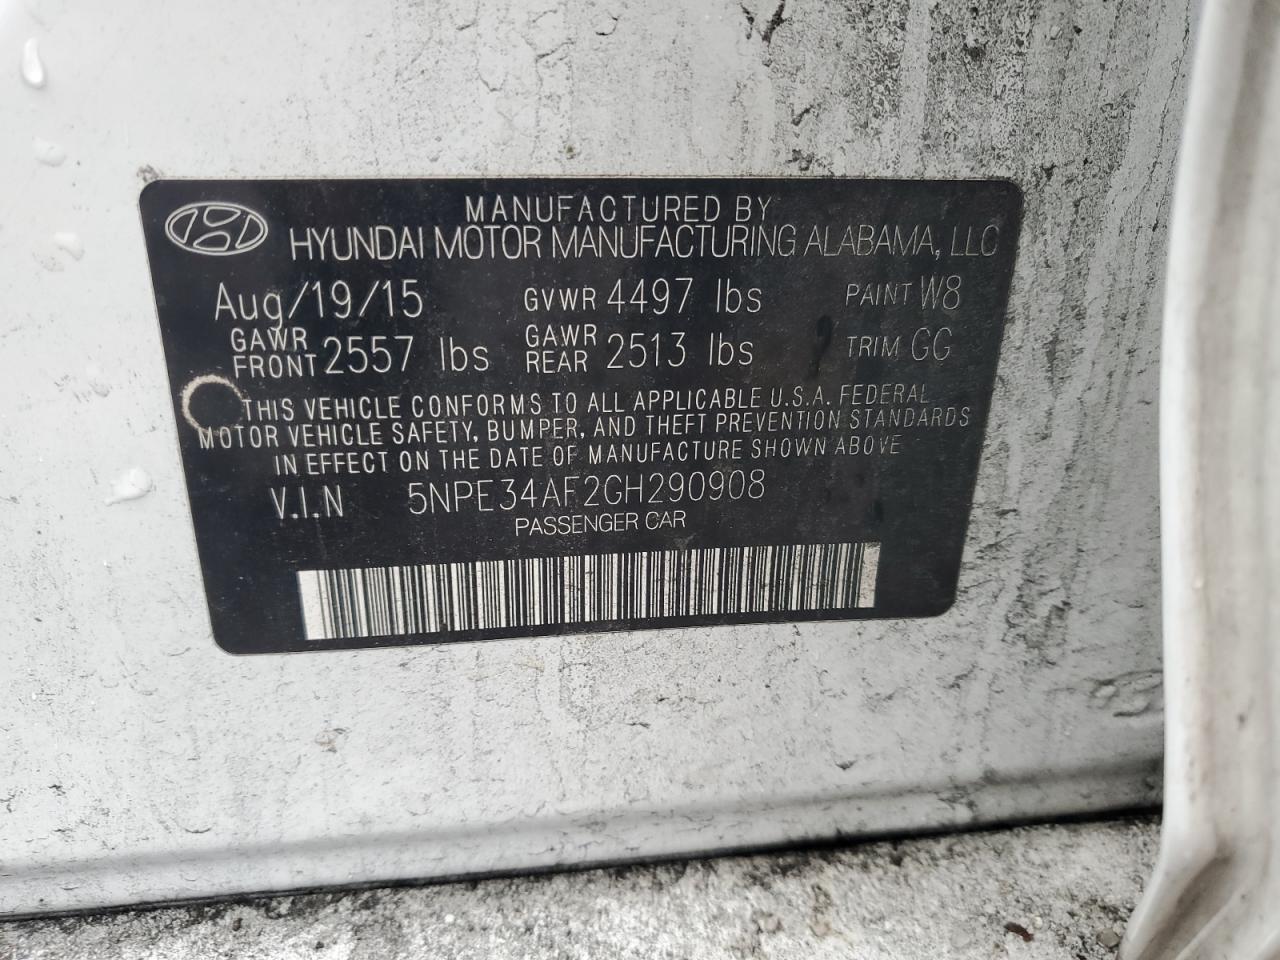 MANUFACTURED BY
HYUNDAI MOTOR MANUFACTURING ALABAMA, LLC
Aug/19/15 GVWR 4497 lbs PAINT W8
GAWR FRONT 2557 lbs GAWR REAR 2513 lbs TRIM GG
THIS VEHICLE CONFORMS TO ALL APPLICABLE U.S.A. FEDERAL
MOTOR VEHICLE SAFETY, BUMPER, AND THEFT PREVENTION STANDARDS
IN EFFECT ON THE DATE OF MANUFACTURE SHOWN ABOVE
V.I.N 5NPE34AF2GH290908
PASSENGER CAR